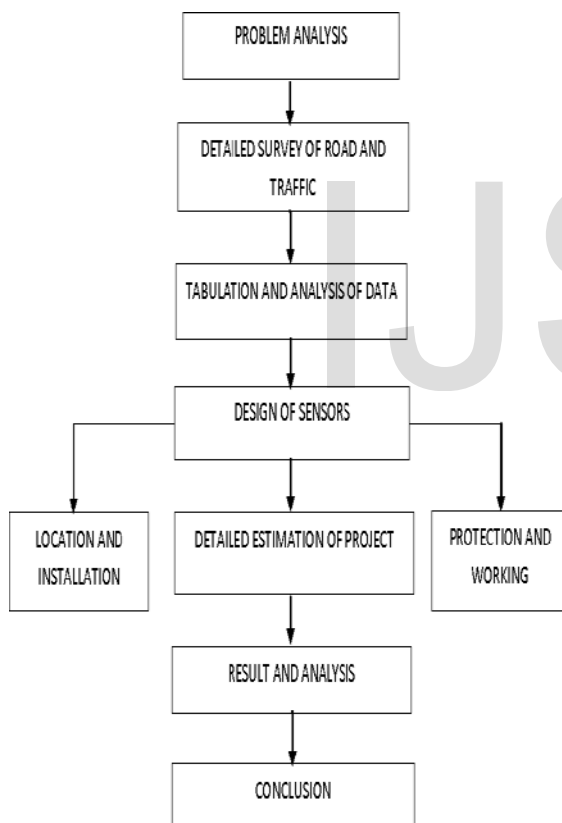 PROBLEM ANALYSIS
DETAILED SURVEY OF ROAD AND
TRAFFIC
TABULATION AND ANALYSIS OF DATA
DESIGN OF SENSORS
LOCATION AND
INSTALLATION
DETAILED ESTIMATION OF PROJECT
PROTECTION AND
WORKING
RESULT AND ANALYSIS
CONCLUSION
IJS